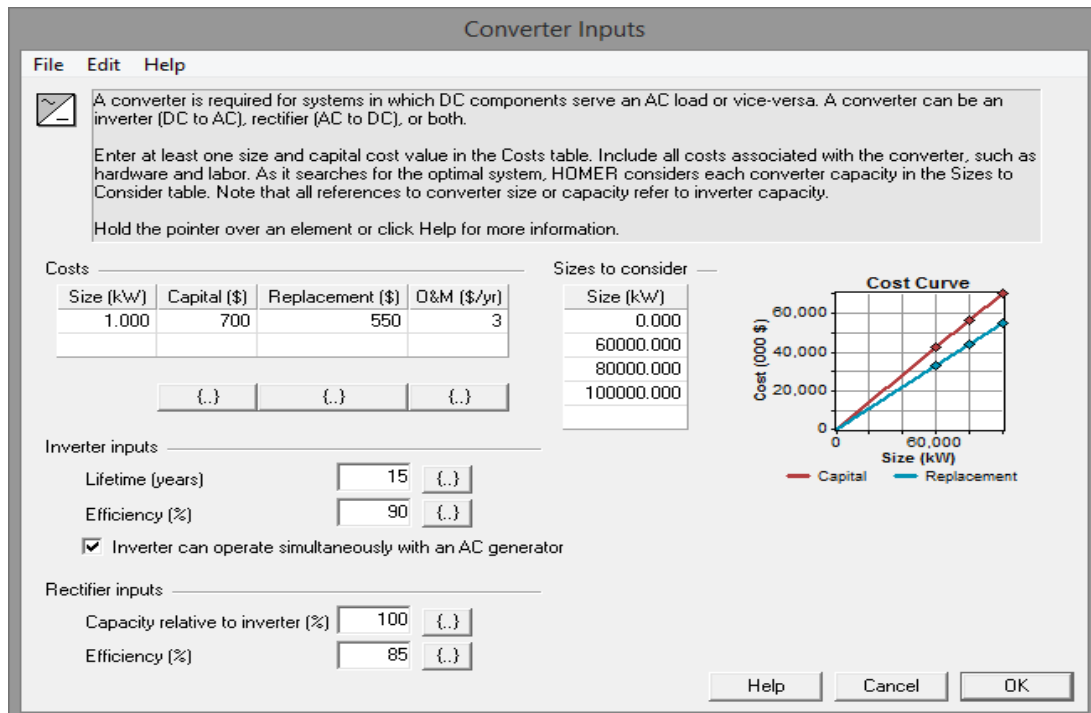 Converter Inputs
File Edit Help
A converter is required for systems in which DC components serve an AC load or vice-versa. A converter can be an
inverter (DC to AC), rectifier (AC to DC), or both.
Enter at least one size and capital cost value in the Costs table. Include all costs associated with the converter, such as
hardware and labor. As it searches for the optimal system, HOMER considers each converter capacity in the Sizes to
Consider table. Note that all references to converter size or capacity refer to inverter capacity.
Hold the pointer over an element or click Help for more information.
Costs
Size (kW) Capital ($) Replacement ($) O&M ($/yr)
1.000 700 550 3
{..} {..} {..}
Sizes to consider
Size (kW)
0.000
60000.000
80000.000
100000.000
Cost Curve
Cost (000 $)
60,000
40,000
20,000
0
0 60,000
Size (kW)
Capital Replacement
Inverter inputs
Lifetime (years) 15 {..}
Efficiency (%) 90 {..}
Inverter can operate simultaneously with an AC generator
Rectifier inputs
Capacity relative to inverter (%) 100 {..}
Efficiency (%) 85 {..}
Help Cancel OK